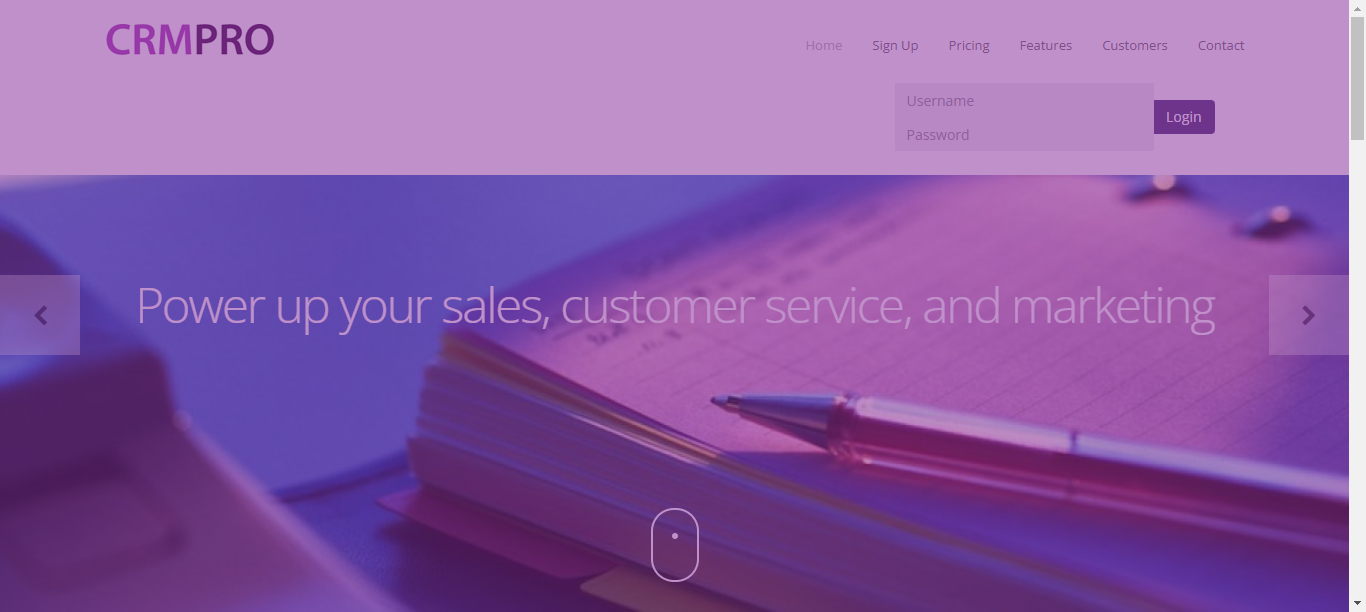 CRMPRO
Home Sign Up Pricing Features Customers Contact
Username
Password
Login
Power up your sales, customer service, and marketing